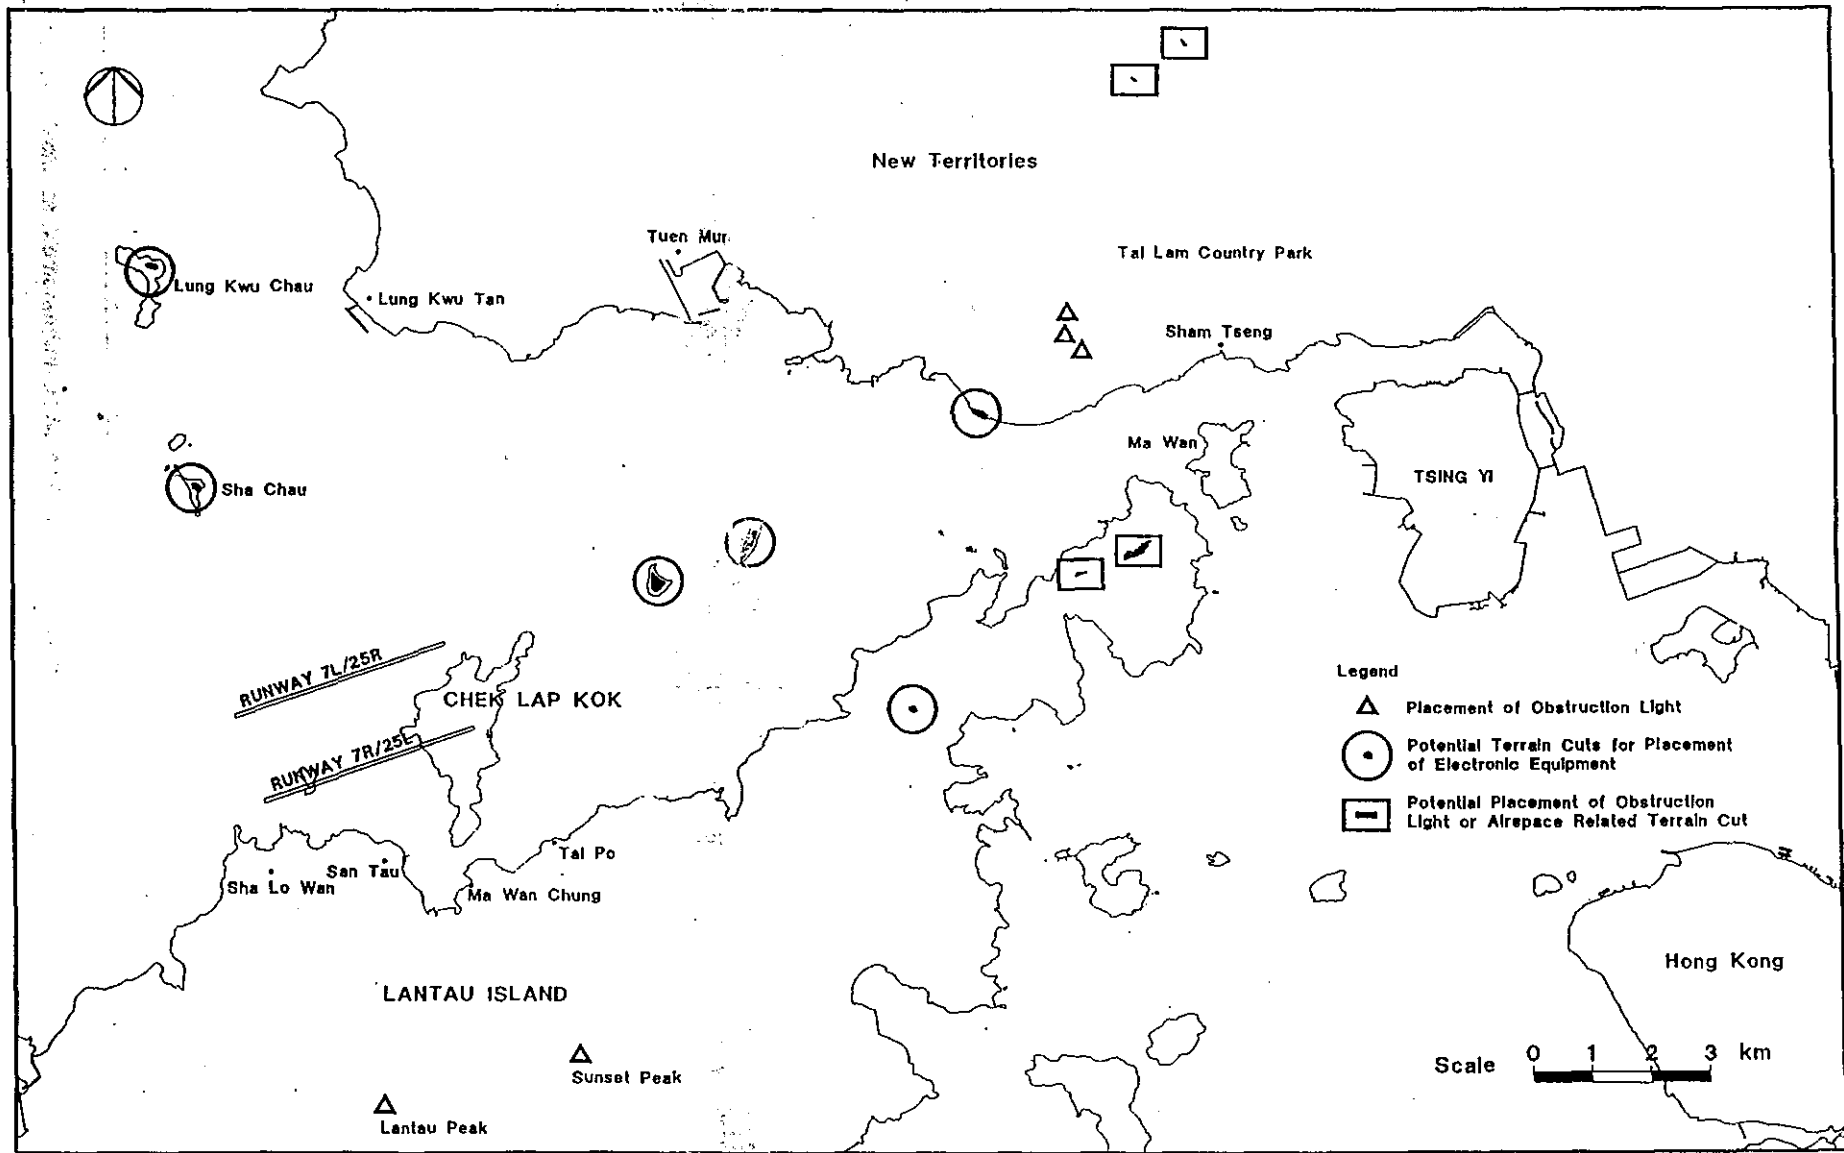 New Territories
Tuen Mun
Tai Lam Country Park
Lung Kwu Chau
Lung Kwu Tan
Sham Tseng
Ma Wan
TSING YI
Sha Chau
RUNWAY 7L/25R
CHEK LAP KOK
RUNWAY 7R/25L
Legend
Placement of Obstruction Light
Potential Terrain Cuts for Placement
of Electronic Equipment
Potential Placement of Obstruction
Light or Airspace Related Terrain Cut
Tai Po
San Tau
Sha Lo Wan
Ma Wan Chung
Hong Kong
LANTAU ISLAND
Scale 0 1 2 3 km
Sunset Peak
Lantau Peak